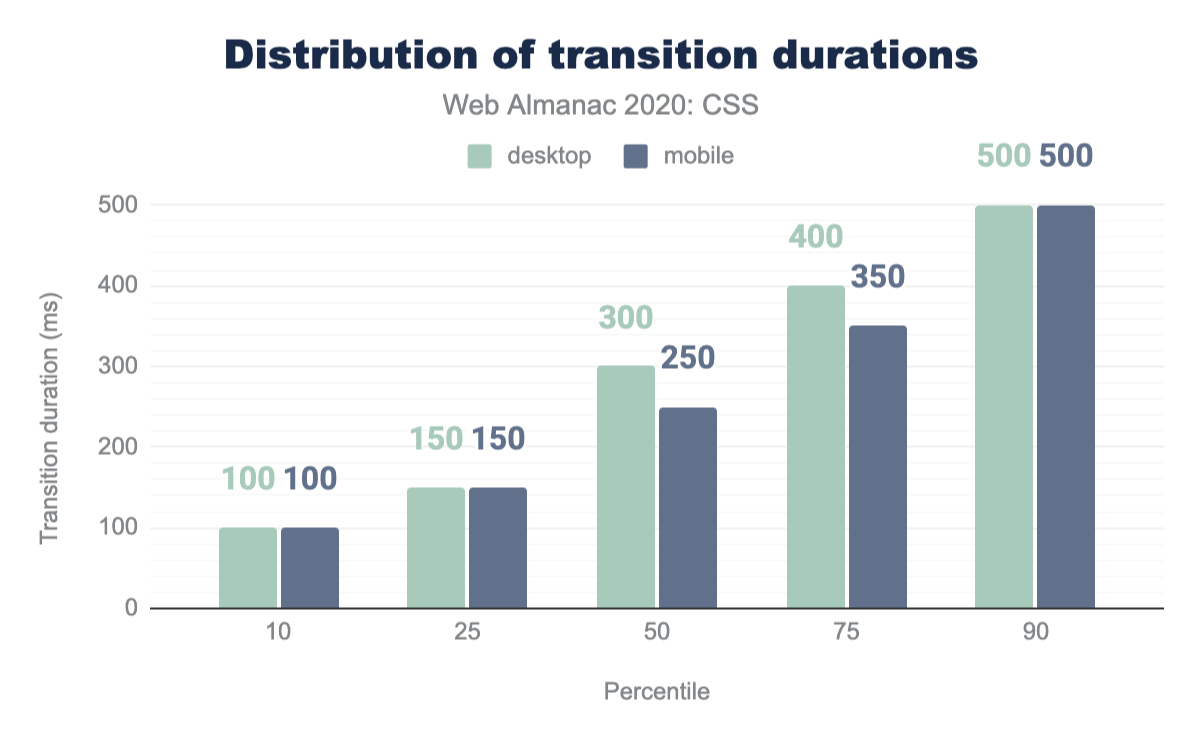 Distribution of transition durations
Web Almanac 2020: CSS
desktop mobile
500 500
500
400
400
350
300
300
250
200
150 150
100 100
100
0
10 25 50 75 90
Transition duration (ms)
Percentile